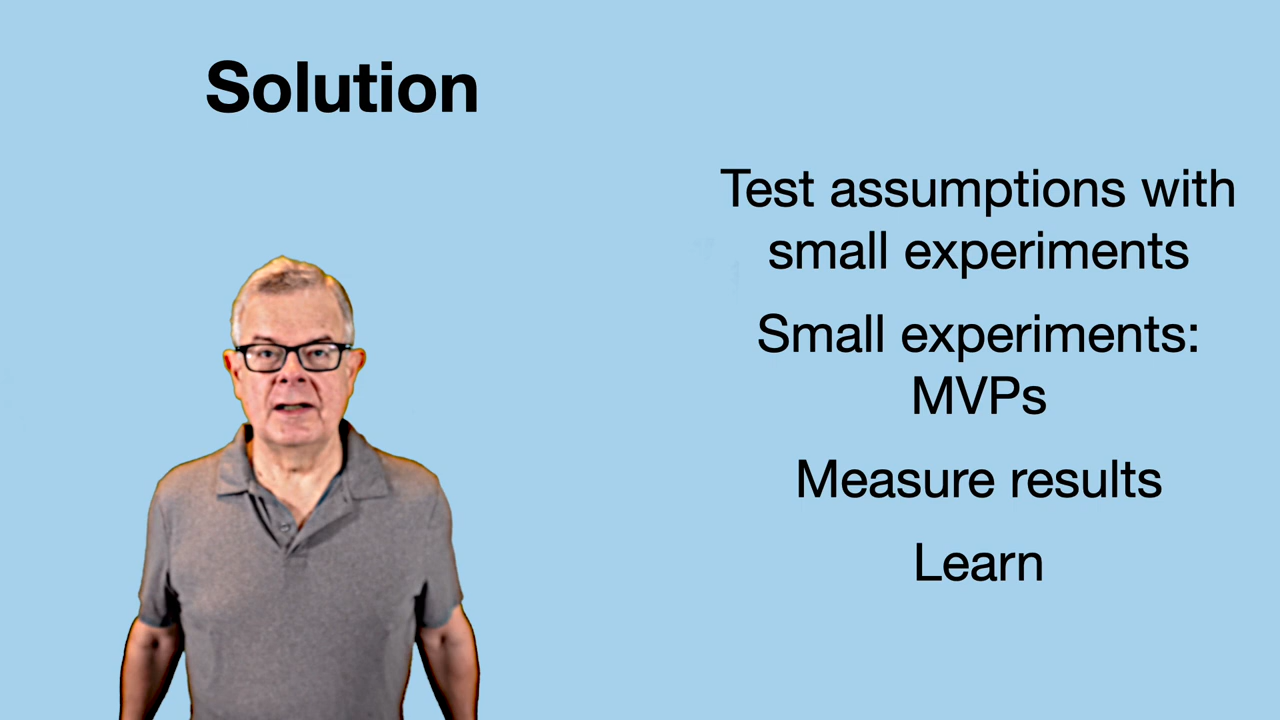 Solution
Test assumptions with
small experiments
Small experiments:
MVPs
Measure results
Learn